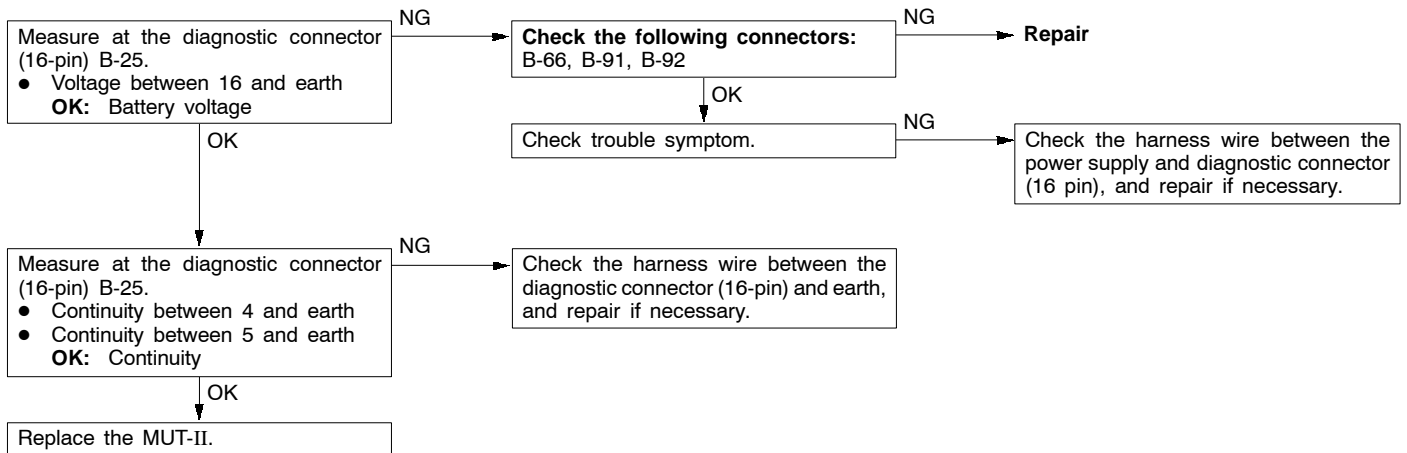 Measure at the diagnostic connector
(16-pin) B-25.
● Voltage between 16 and earth
OK: Battery voltage
NG
Check the following connectors:
B-66, B-91, B-92
NG
Repair
OK
Check trouble symptom.
NG
Check the harness wire between the
power supply and diagnostic connector
(16 pin), and repair if necessary.
OK
Measure at the diagnostic connector
(16-pin) B-25.
● Continuity between 4 and earth
● Continuity between 5 and earth
OK: Continuity
NG
Check the harness wire between the
diagnostic connector (16-pin) and earth,
and repair if necessary.
OK
Replace the MUT-II.